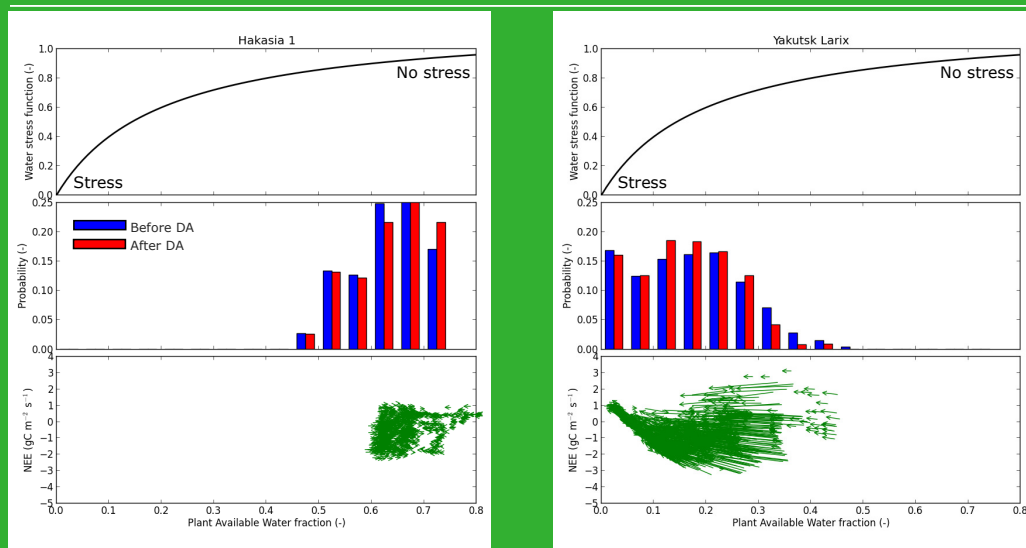 Hakasia 1
Water stress function (-)
1.0
0.8
0.6
0.4
0.2
0.0
No stress
Stress
Probability (-)
0.25
0.20
0.15
0.10
0.05
0.00
Before DA
After DA
NEE (gC m⁻² s⁻¹)
4
3
2
1
0
−1
−2
−3
−4
−5
0.0 0.1 0.2 0.3 0.4 0.5 0.6 0.7 0.8
Plant Available Water fraction (-)
Yakutsk Larix
Water stress function (-)
1.0
0.8
0.6
0.4
0.2
0.0
No stress
Stress
Probability (-)
0.25
0.20
0.15
0.10
0.05
0.00
NEE (gC m⁻² s⁻¹)
4
3
2
1
0
−1
−2
−3
−4
−5
0.0 0.1 0.2 0.3 0.4 0.5 0.6 0.7 0.8
Plant Available Water fraction (-)